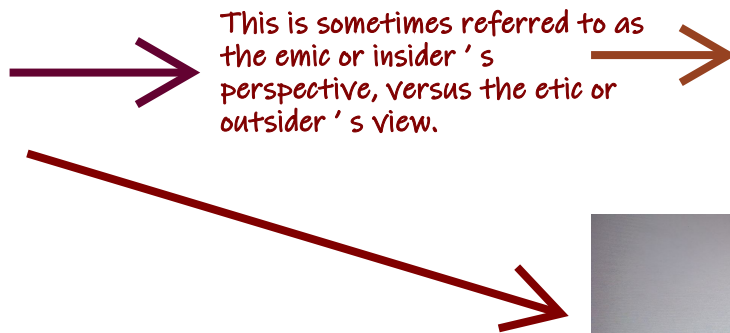 This is sometimes referred to as
the emic or insider ’ s
perspective, versus the etic or
outsider ’ s view.